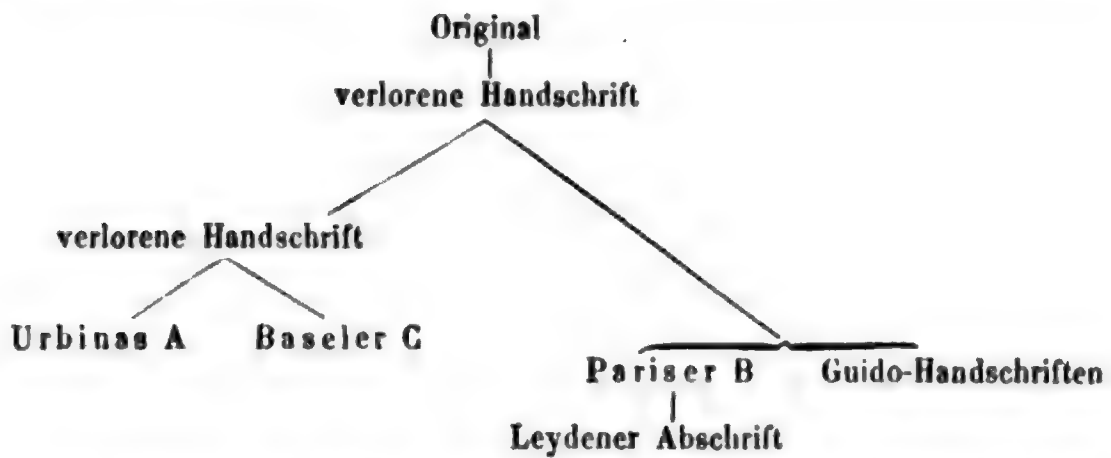 Original
verlorene Handschrift
verlorene Handschrift
Urbinas A Baseler C
Pariser B Guido-Handschriften
Leydener Abschrift